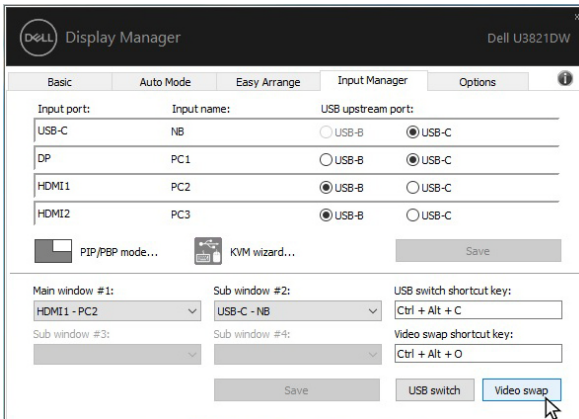 DELL Display Manager Dell U3821DW
Basic Auto Mode Easy Arrange Input Manager Options
Input port: Input name: USB upstream port:
USB-C NB USB-B USB-C
DP PC1 USB-B USB-C
HDMI1 PC2 USB-B USB-C
HDMI2 PC3 USB-B USB-C
PIP/PBP mode... KVM wizard... Save
Main window #1: Sub window #2: USB switch shortcut key:
HDMI1 - PC2 USB-C - NB Ctrl + Alt + C
Sub window #3: Sub window #4: Video swap shortcut key:
Ctrl + Alt + O
Save USB switch Video swap